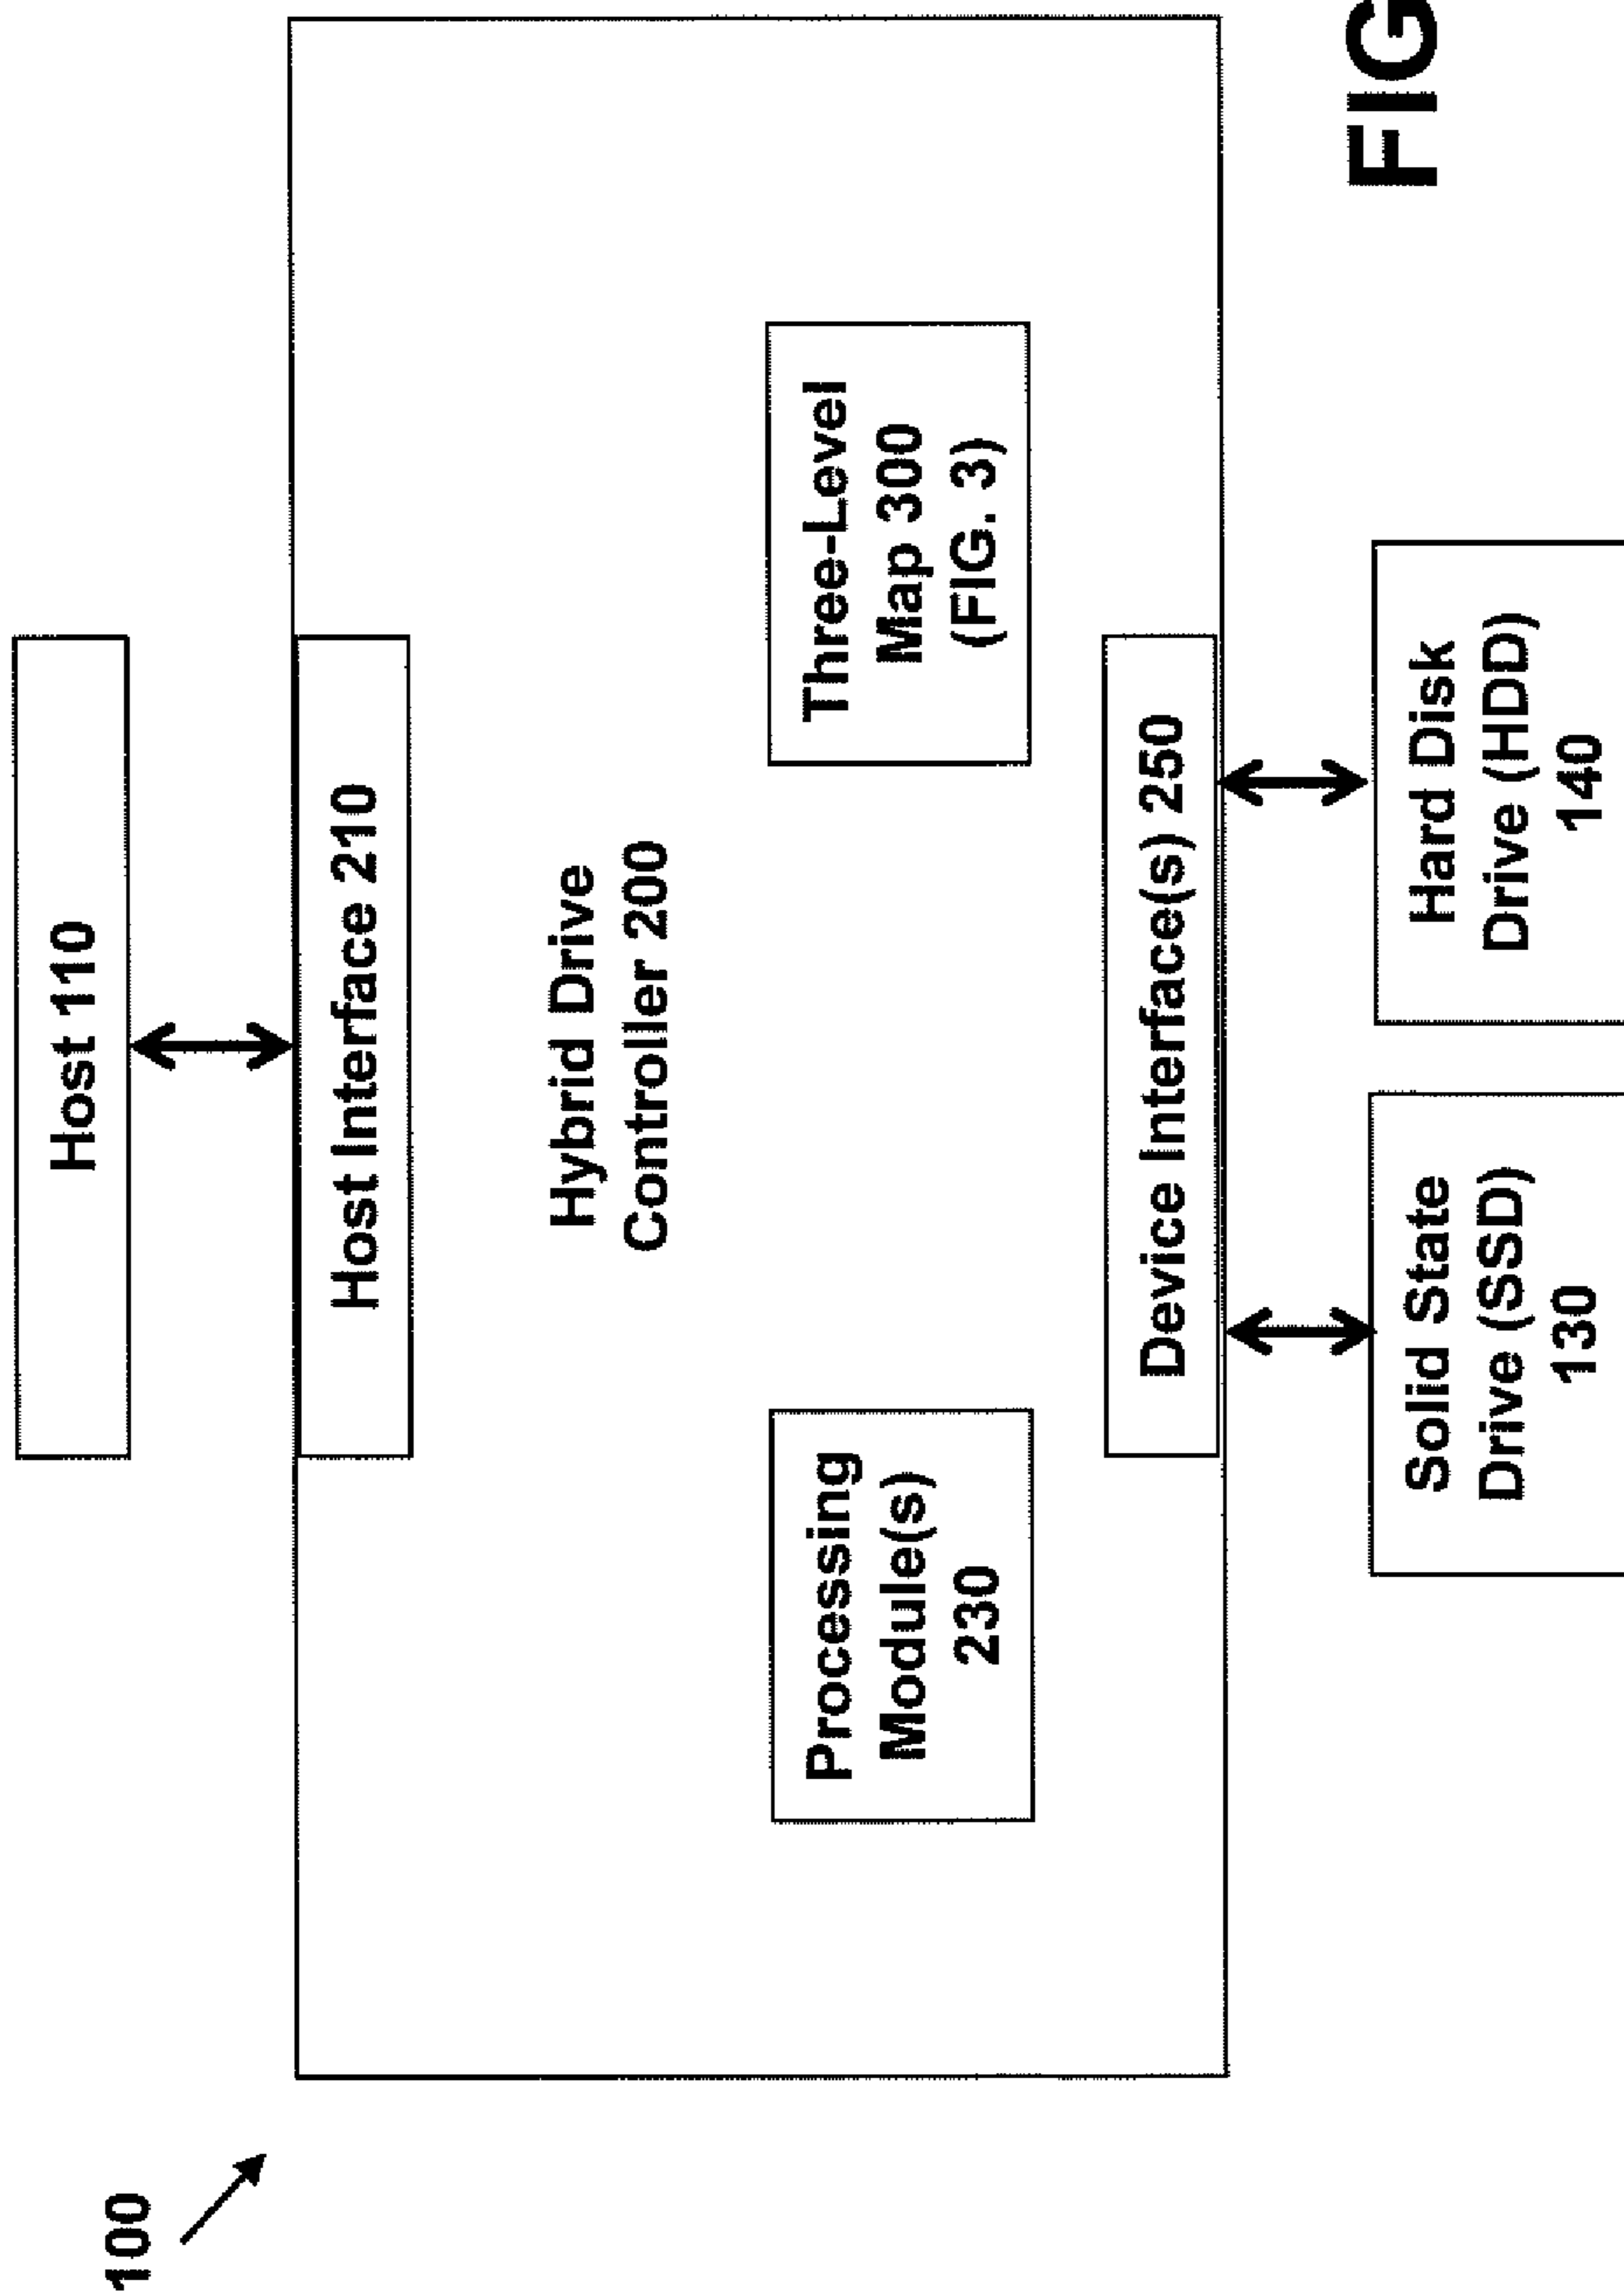 100
Host 110
Host Interface 210
Hybrid Drive
Controller 200
Processing
Module(s)
230
Three-Level
Map 300
(FIG. 3)
Device Interface(s) 250
Solid State
Drive (SSD)
130
Hard Disk
Drive (HDD)
140
FIG